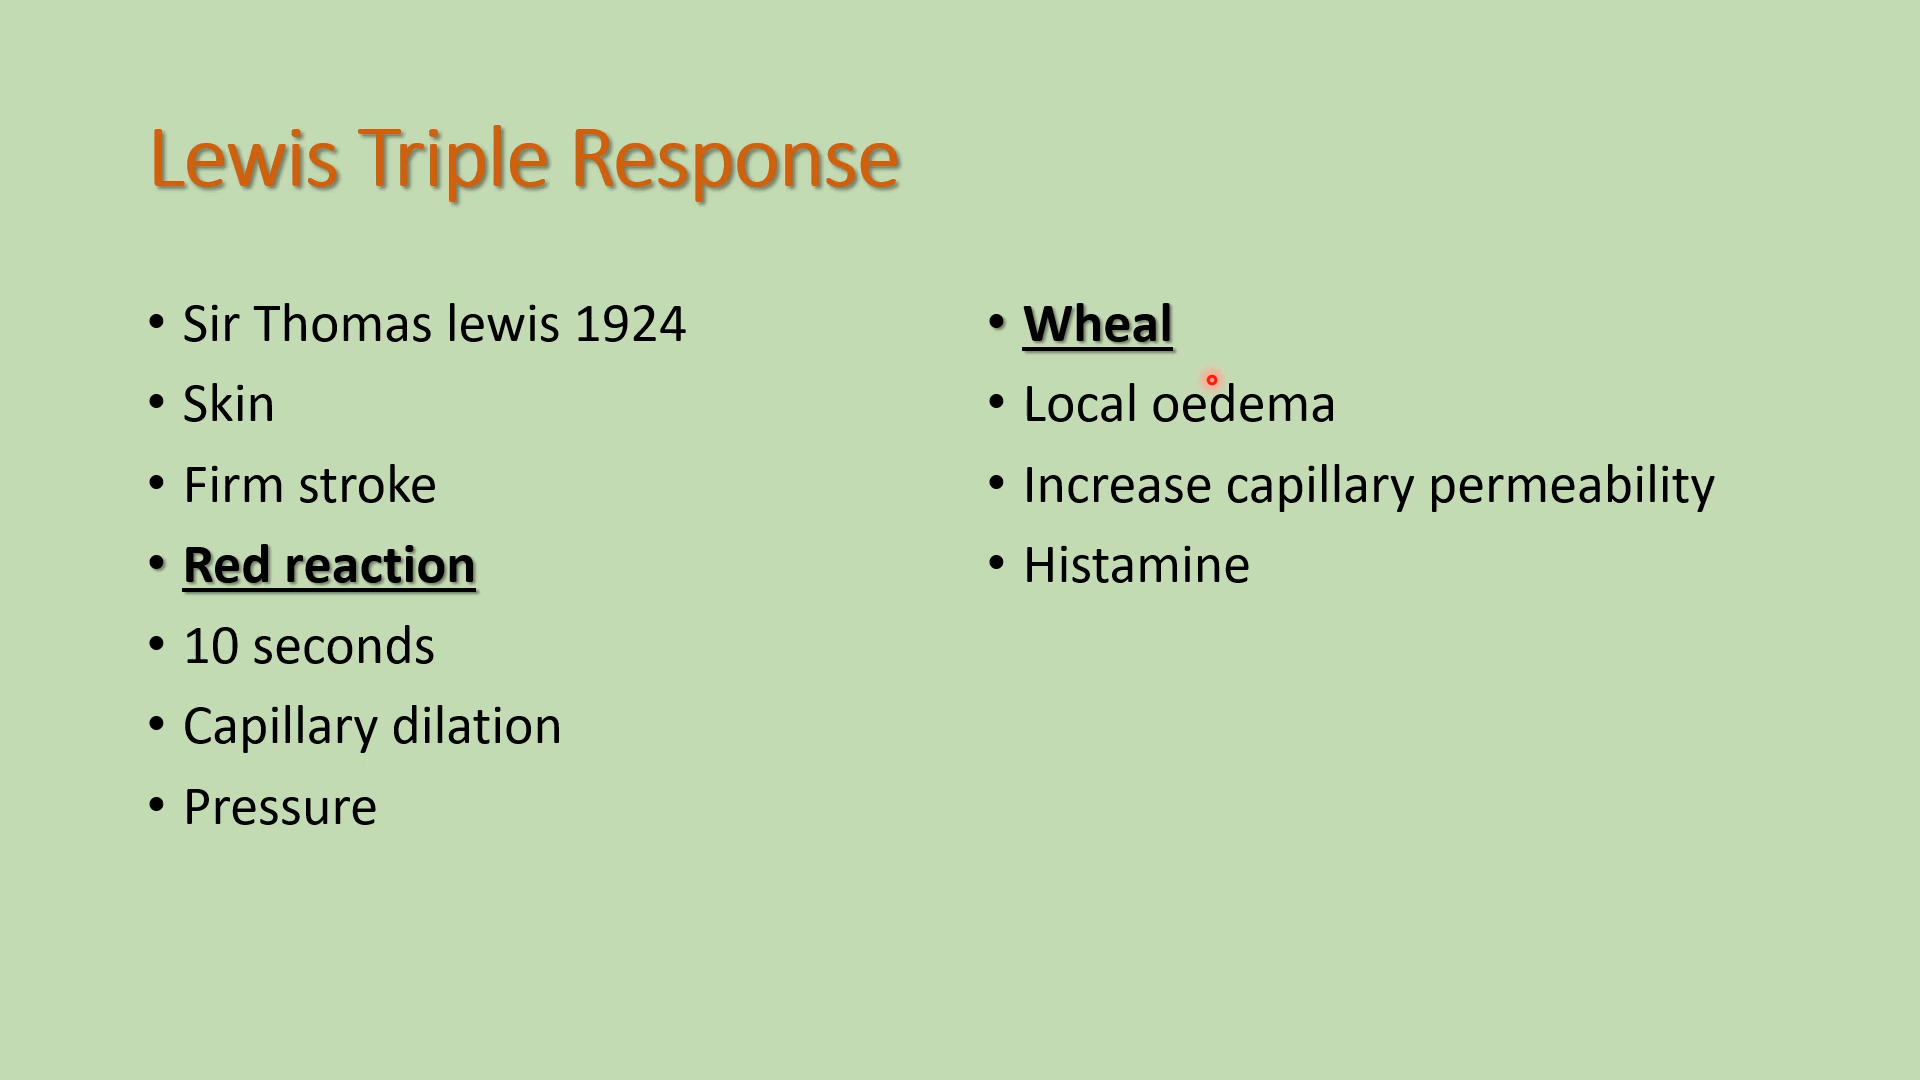 Lewis Triple Response
• Sir Thomas lewis 1924
• Skin
• Firm stroke
• Red reaction
• 10 seconds
• Capillary dilation
• Pressure
• Wheal
• Local oedema
• Increase capillary permeability
• Histamine